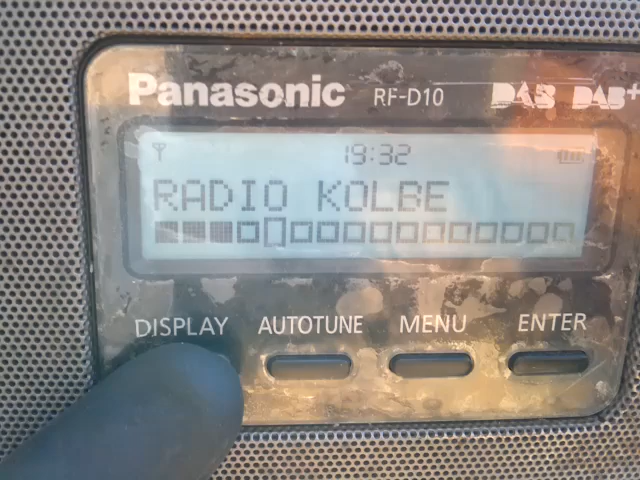 Panasonic RF-D10 DAB DAB+
19:32
RADIO KOLBE
DISPLAY AUTOTUNE MENU ENTER